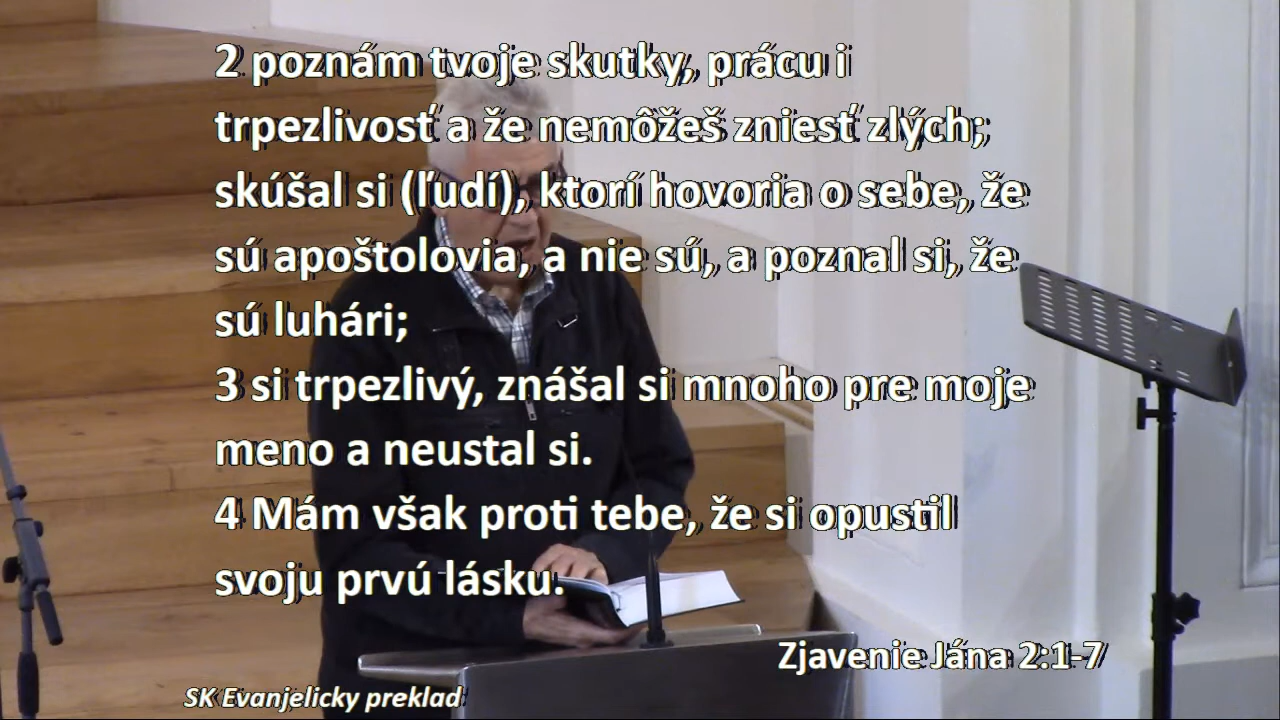 2 poznám tvoje skutky, prácu i
trpezlivosť a že nemôžeš zniesť zlých;
skúšal si (ľudí), ktorí hovoria o sebe, že
sú apoštolovia, a nie sú, a poznal si, že
sú luhári;
3 si trpezlivý, znášal si mnoho pre moje
meno a neustal si.
4 Mám však proti tebe, že si opustil
svoju prvú lásku.
Zjavenie Jána 2:1-7
SK Evanjelicky preklad